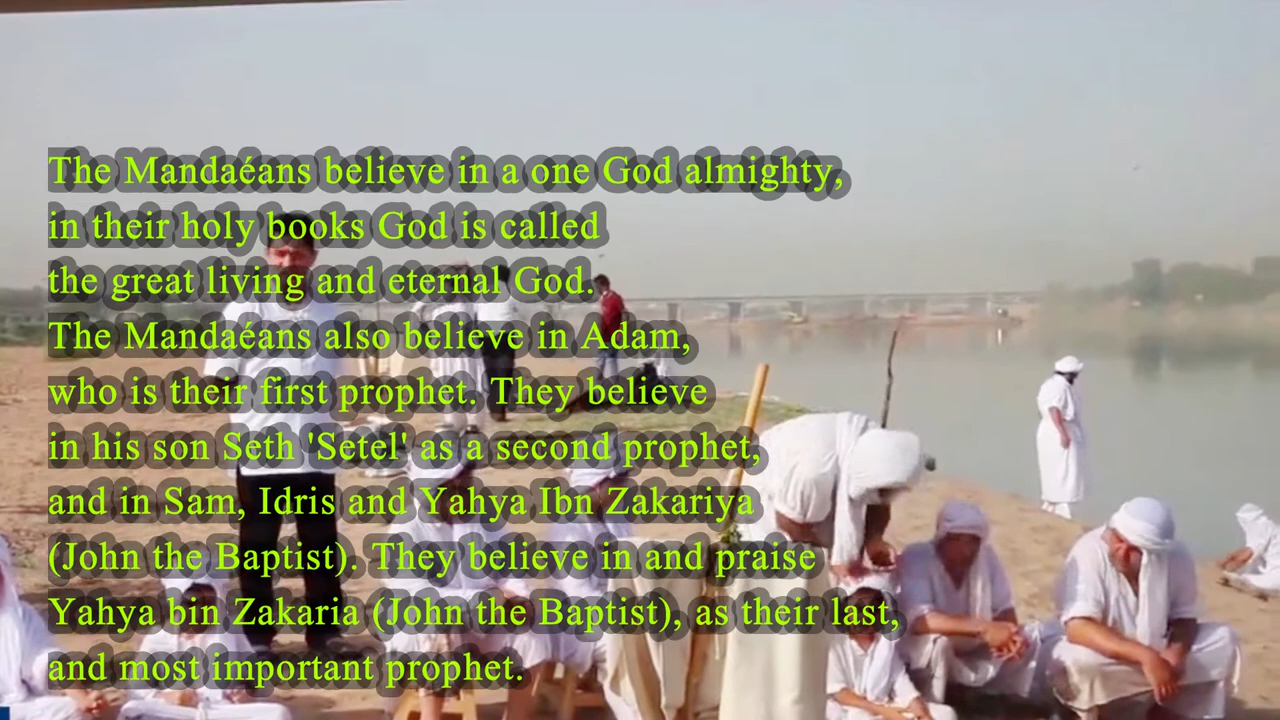 The Mandaéans believe in a one God almighty,
in their holy books God is called
the great living and eternal God.
The Mandaéans also believe in Adam,
who is their first prophet. They believe
in his son Seth 'Setel' as a second prophet,
and in Sam, Idris and Yahya Ibn Zakariya
(John the Baptist). They believe in and praise
Yahya bin Zakaria (John the Baptist), as their last,
and most important prophet.